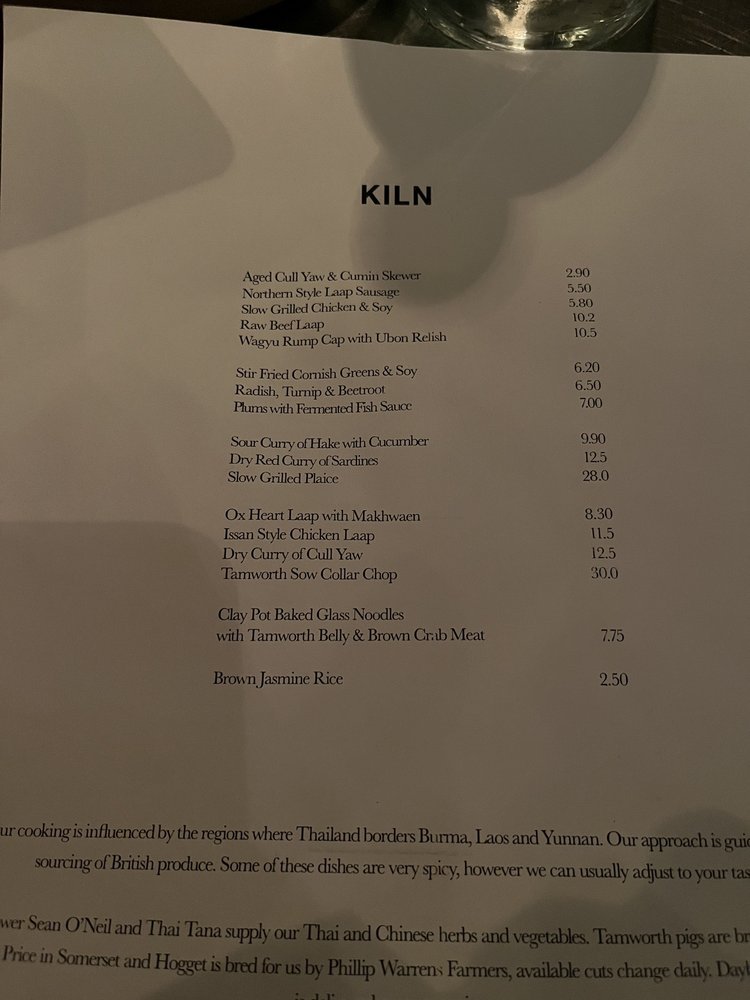 KILN
Aged Cull Yaw & Cumin Skewer 2.90
Northern Style Laap Sausage 5.50
Slow Grilled Chicken & Soy 5.80
Raw Beef Laap 10.2
Wagyu Rump Cap with Ubon Relish 10.5
Stir Fried Cornish Greens & Soy 6.20
Radish, Turnip & Beetroot 6.50
Plums with Fermented Fish Sauce 7.00
Sour Curry of Hake with Cucumber 9.90
Dry Red Curry of Sardines 12.5
Slow Grilled Plaice 28.0
Ox Heart Laap with Makhwaen 8.30
Issan Style Chicken Laap 11.5
Dry Curry of Cull Yaw 12.5
Tamworth Sow Collar Chop 30.0
Clay Pot Baked Glass Noodles
with Tamworth Belly & Brown Crab Meat 7.75
Brown Jasmine Rice 2.50
ur cooking is influenced by the regions where Thailand borders Burma, Laos and Yunnan. Our approach is guid
sourcing of British produce. Some of these dishes are very spicy, however we can usually adjust to your tas
wer Sean O'Neil and Thai Tana supply our Thai and Chinese herbs and vegetables. Tamworth pigs are br
Price in Somerset and Hogget is bred for us by Phillip Warrens Farmers, available cuts change daily. Dayb